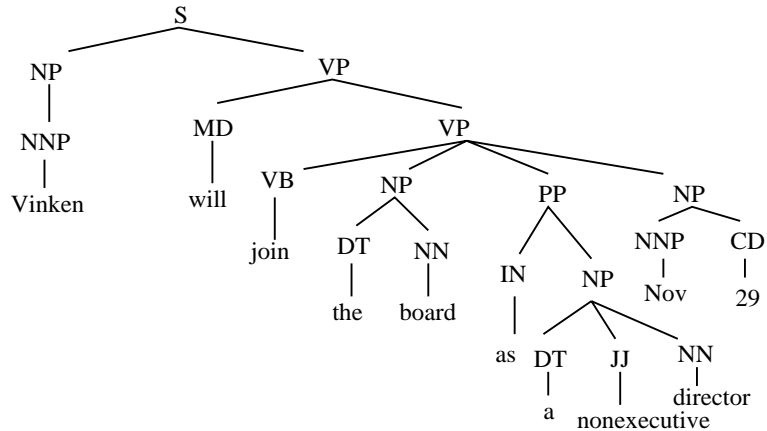 S
NP VP
NNP MD VP
Vinken will VB NP PP NP
join DT NN IN NP NNP CD
the board as DT JJ NN Nov 29
a nonexecutive director